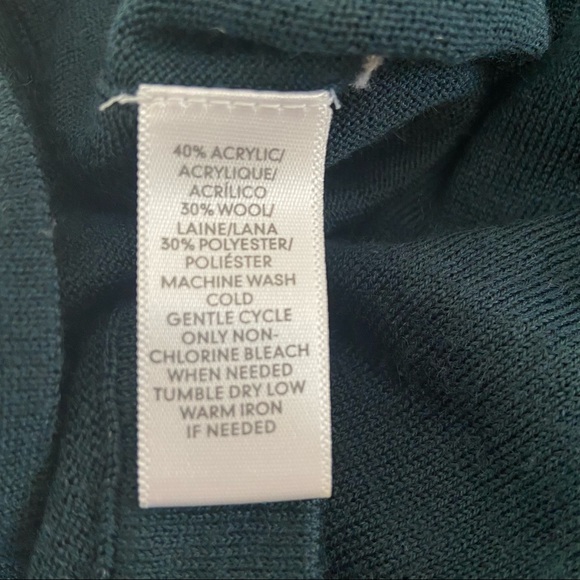 40% ACRYLIC/
ACRYLIQUE/
ACRÍLICO
30% WOOL/
LAINE/LANA
30% POLYESTER/
POLIÉSTER
MACHINE WASH
COLD
GENTLE CYCLE
ONLY NON-
CHLORINE BLEACH
WHEN NEEDED
TUMBLE DRY LOW
WARM IRON
IF NEEDED